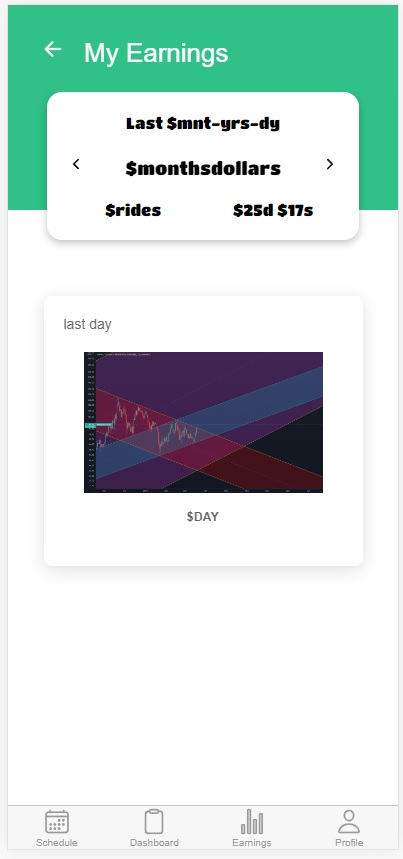 My Earnings
Last $mnt-yrs-dy
$monthsdollars
$rides $25d $17s
last day
$DAY
Schedule Dashboard Earnings Profile